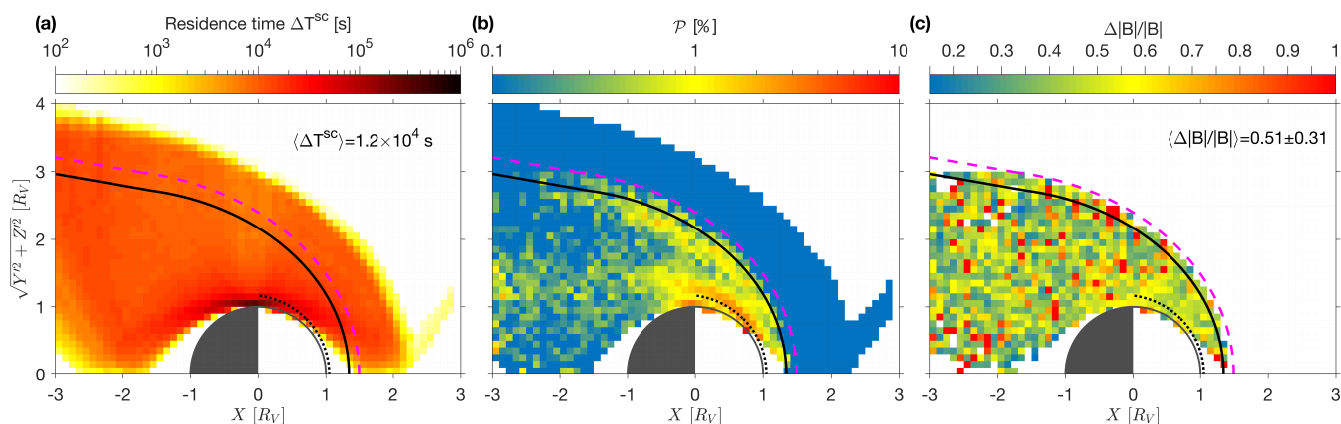 (a) Residence time ΔT^sc [s]
10^2 10^3 10^4 10^5 10^6
⟨ΔT^sc⟩=1.2×10^4 s
√Y'^2 + Z'^2 [R_V]
4
3
2
1
0
-3 -2 -1 0 1 2 3
X [R_V]
(b) 𝒫 [%]
0.1 1 10
-3 -2 -1 0 1 2 3
X [R_V]
(c) Δ|B|/|B|
0.2 0.3 0.4 0.5 0.6 0.7 0.8 0.9 1
⟨Δ|B|/|B|⟩=0.51±0.31
-3 -2 -1 0 1 2 3
X [R_V]